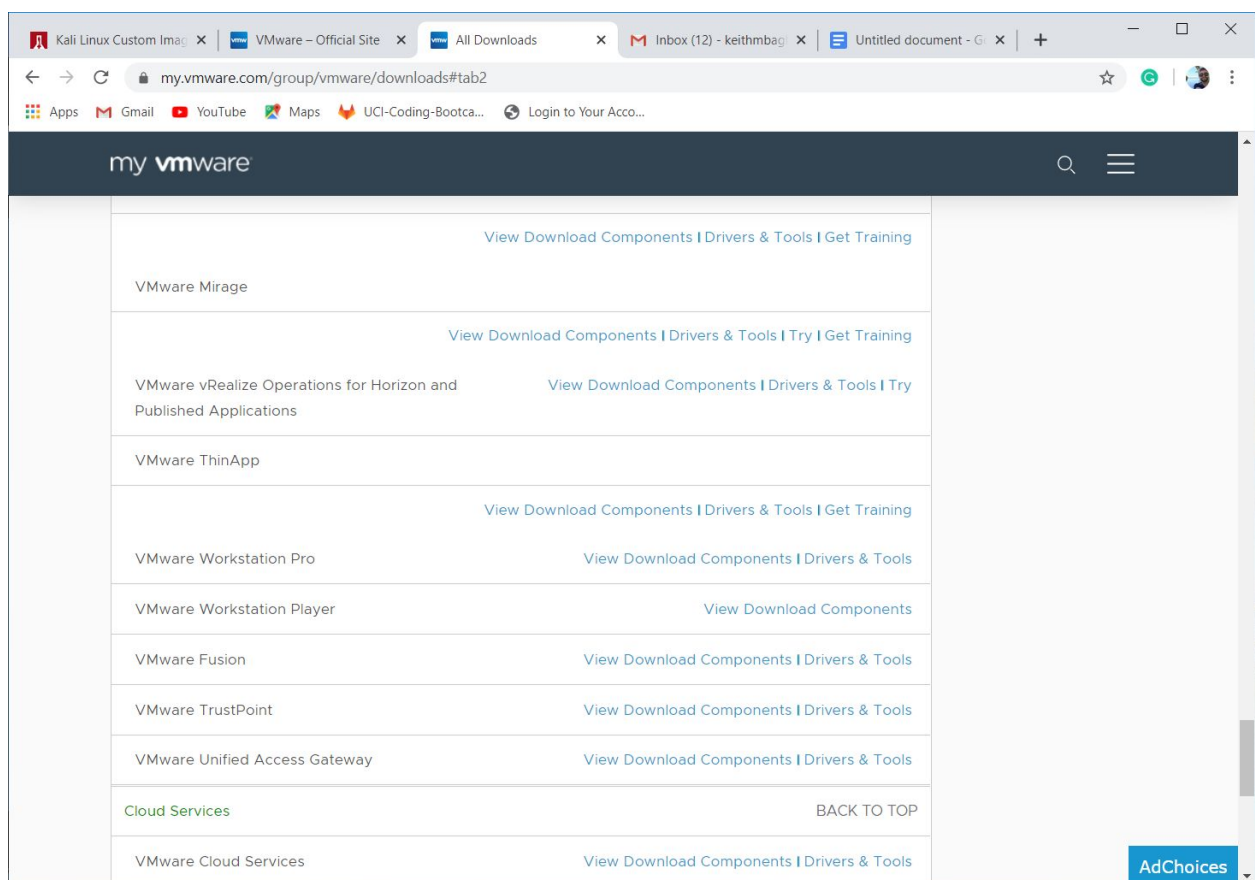 Kali Linux Custom Imag
VMware – Official Site
All Downloads
Inbox (12) - keithmbag
Untitled document - G
my.vmware.com/group/vmware/downloads#tab2
Apps Gmail YouTube Maps UCI-Coding-Bootca... Login to Your Acco...
my vmware
View Download Components | Drivers & Tools | Get Training
VMware Mirage
View Download Components | Drivers & Tools | Try | Get Training
VMware vRealize Operations for Horizon and View Download Components | Drivers & Tools | Try
Published Applications
VMware ThinApp
View Download Components | Drivers & Tools | Get Training
VMware Workstation Pro View Download Components | Drivers & Tools
VMware Workstation Player View Download Components
VMware Fusion View Download Components | Drivers & Tools
VMware TrustPoint View Download Components | Drivers & Tools
VMware Unified Access Gateway View Download Components | Drivers & Tools
Cloud Services BACK TO TOP
VMware Cloud Services View Download Components | Drivers & Tools
AdChoices